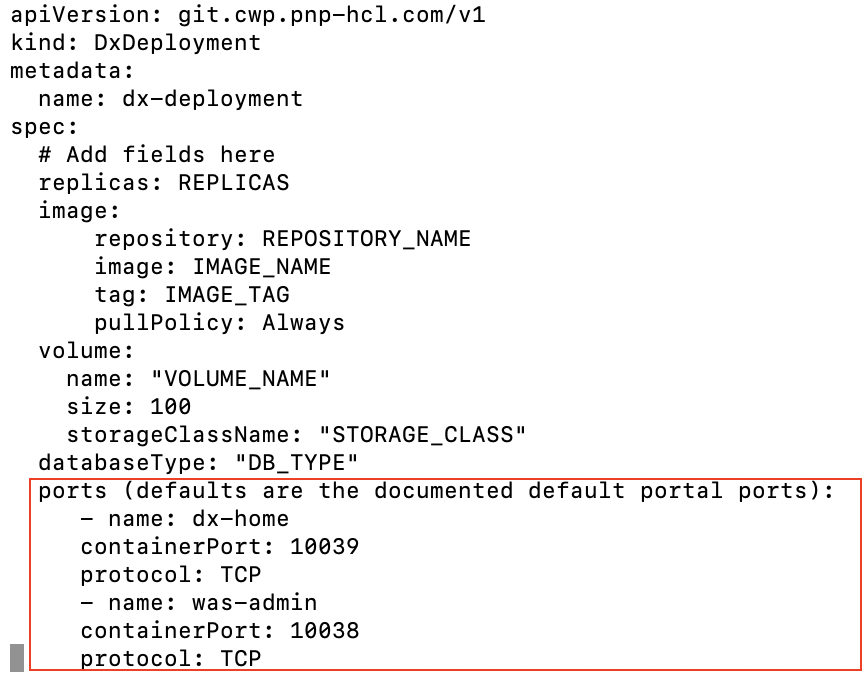 apiVersion: git.cwp.pnp-hcl.com/v1
kind: DxDeployment
metadata:
  name: dx-deployment
spec:
  # Add fields here
  replicas: REPLICAS
  image:
      repository: REPOSITORY_NAME
      image: IMAGE_NAME
      tag: IMAGE_TAG
      pullPolicy: Always
  volume:
    name: "VOLUME_NAME"
    size: 100
    storageClassName: "STORAGE_CLASS"
  databaseType: "DB_TYPE"
  ports (defaults are the documented default portal ports):
     - name: dx-home
     containerPort: 10039
     protocol: TCP
     - name: was-admin
     containerPort: 10038
     protocol: TCP